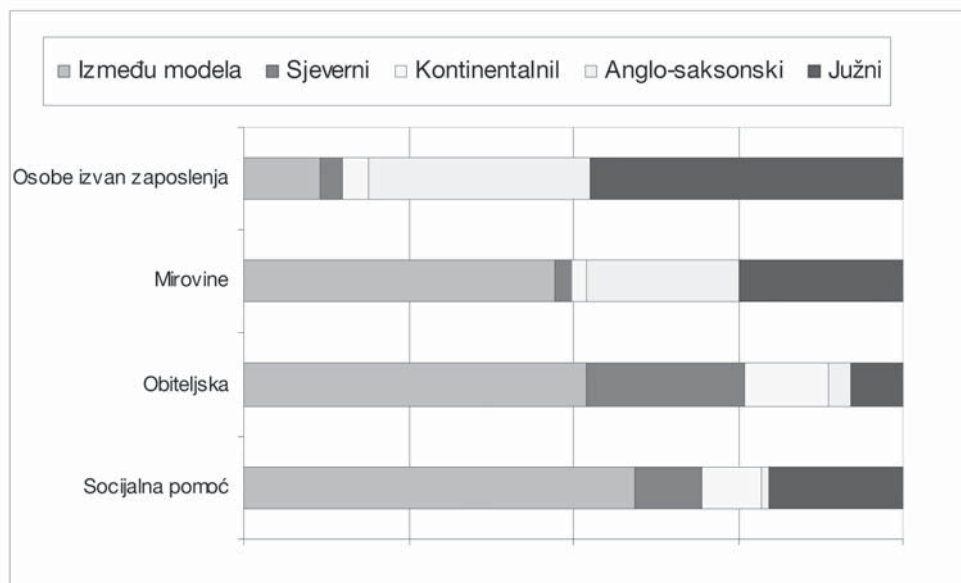 Između modela Sjeverni Kontinentalnil Anglo-saksonski Južni
Osobe izvan zaposlenja
Mirovine
Obiteljska
Socijalna pomoć